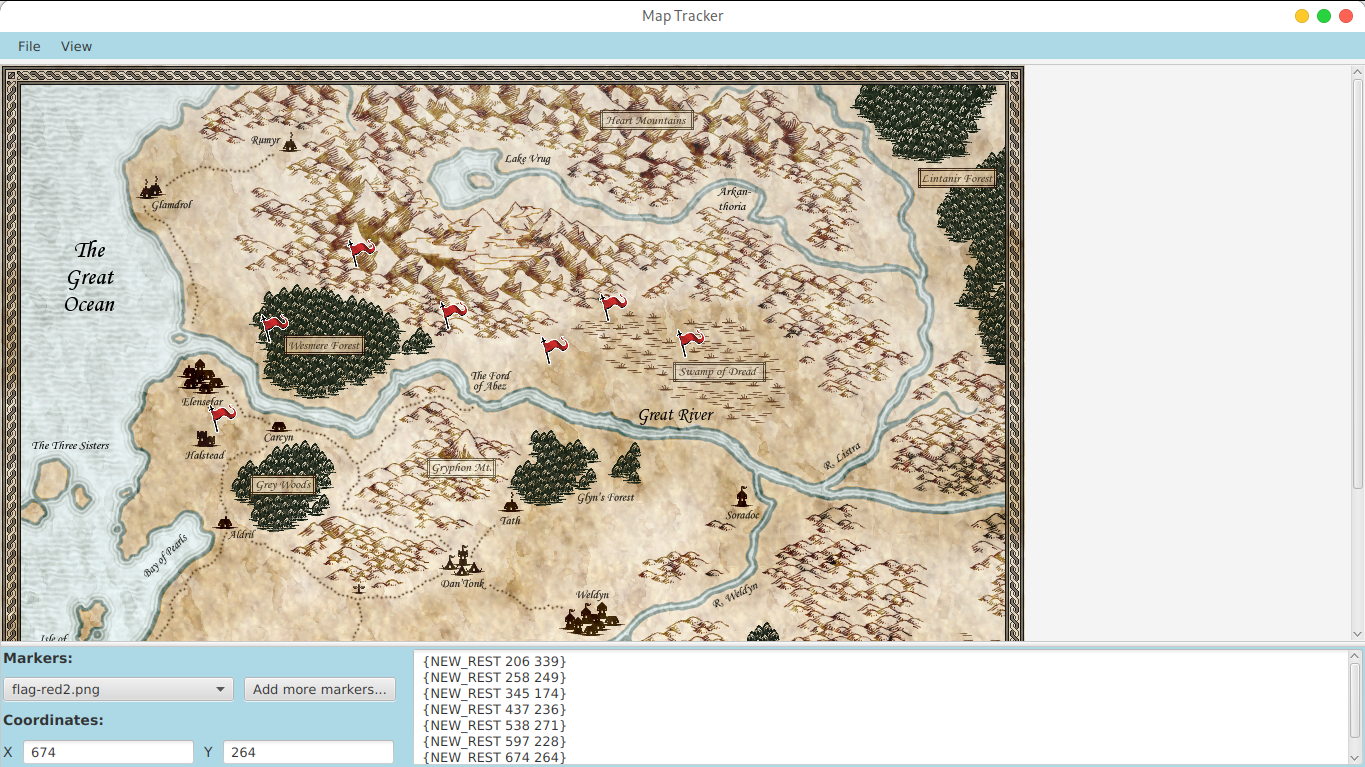 Map Tracker
File View
Heart Mountains
Rumyr
Lake Vrug
Lintanir Forest
Arkan-
thoria
Glamdrol
The
Great
Ocean
Wesmere Forest
Swamp of Dread
The Ford
of Abez
Elensefar
Great River
Carcyn
The Three Sisters
Halstead
R. Listra
Gryphon Mt.
Grey Woods
Glyn's Forest
Tath
Soradoc
Aldril
Bay of Pearls
Dan'Tonk
Weldyn
R. Weldyn
Isle of
Markers:
flag-red2.png Add more markers...
Coordinates:
X 674 Y 264
{NEW_REST 206 339}
{NEW_REST 258 249}
{NEW_REST 345 174}
{NEW_REST 437 236}
{NEW_REST 538 271}
{NEW_REST 597 228}
{NEW_REST 674 264}